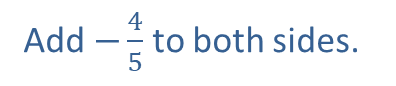 Add −4/5 to both sides.